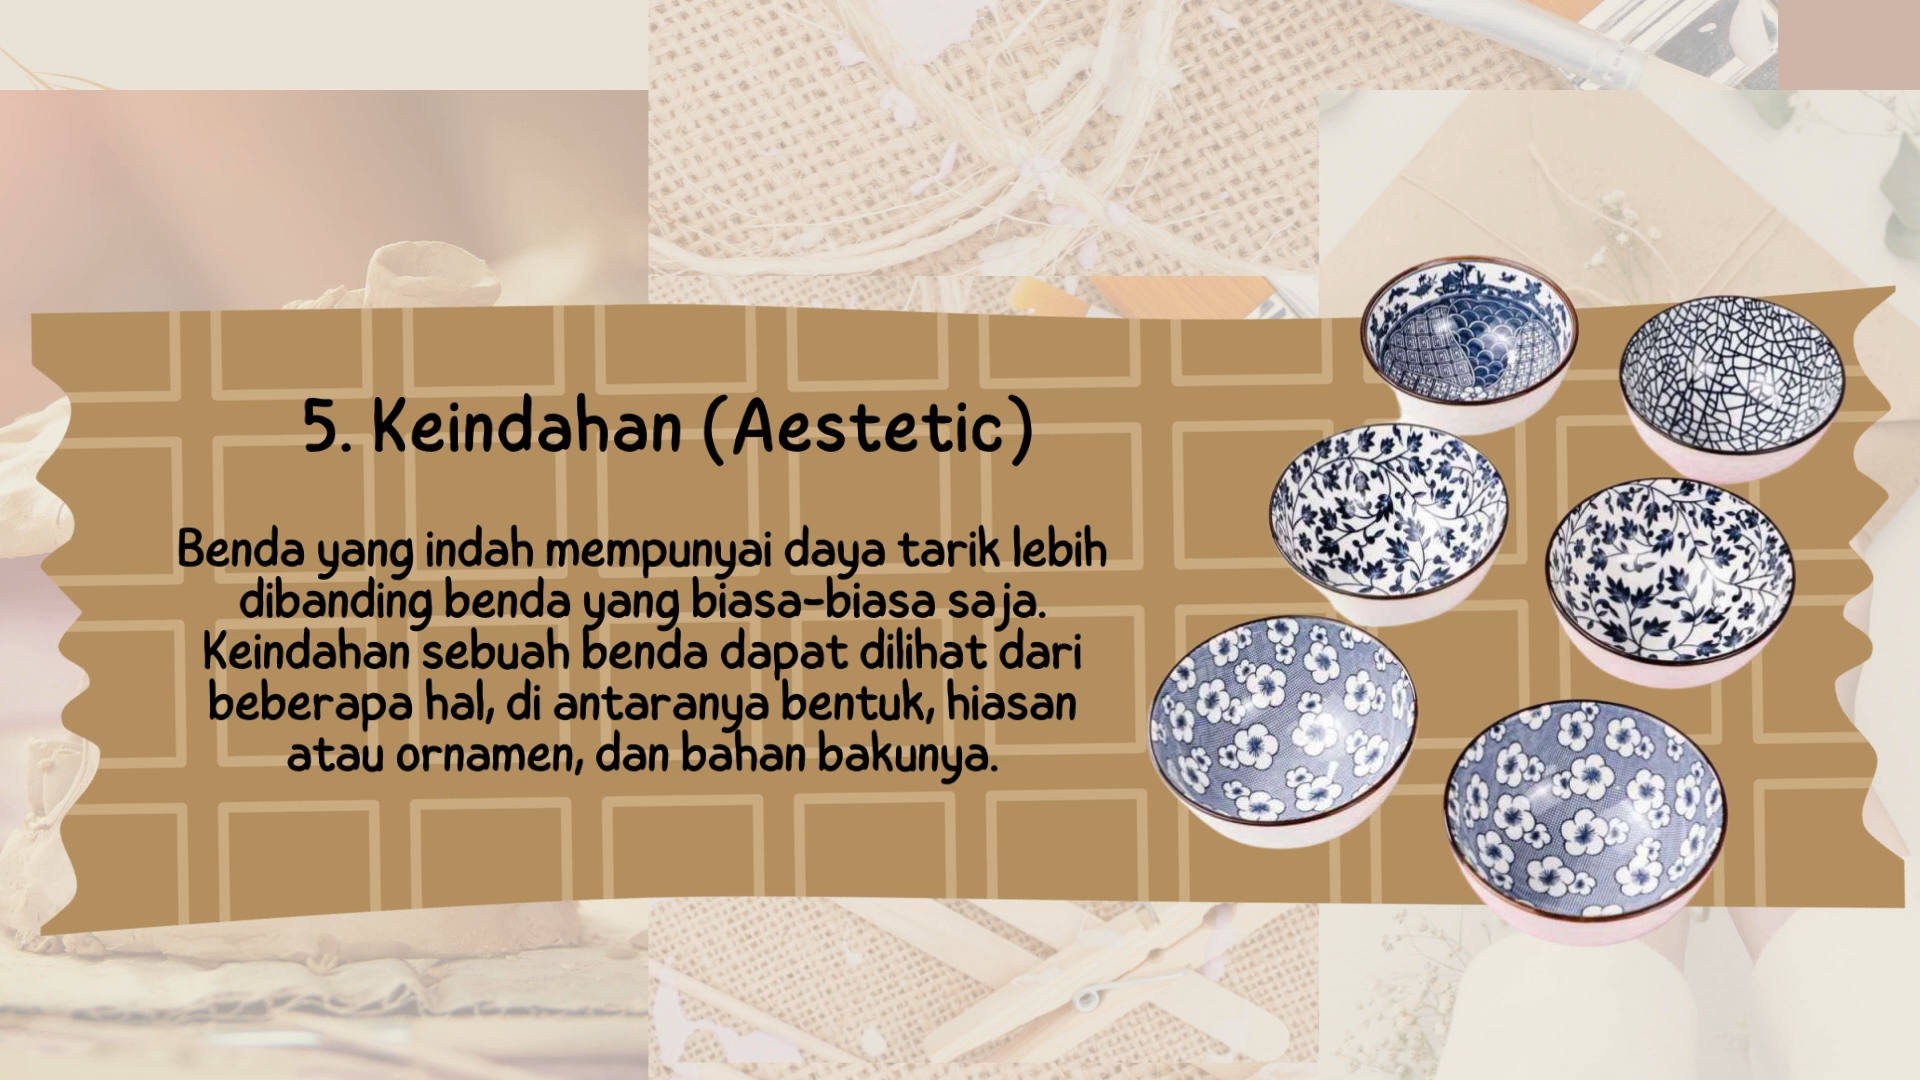 5. Keindahan (Aestetic)
Benda yang indah mempunyai daya tarik lebih
dibanding benda yang biasa-biasa saja.
Keindahan sebuah benda dapat dilihat dari
beberapa hal, di antaranya bentuk, hiasan
atau ornamen, dan bahan bakunya.